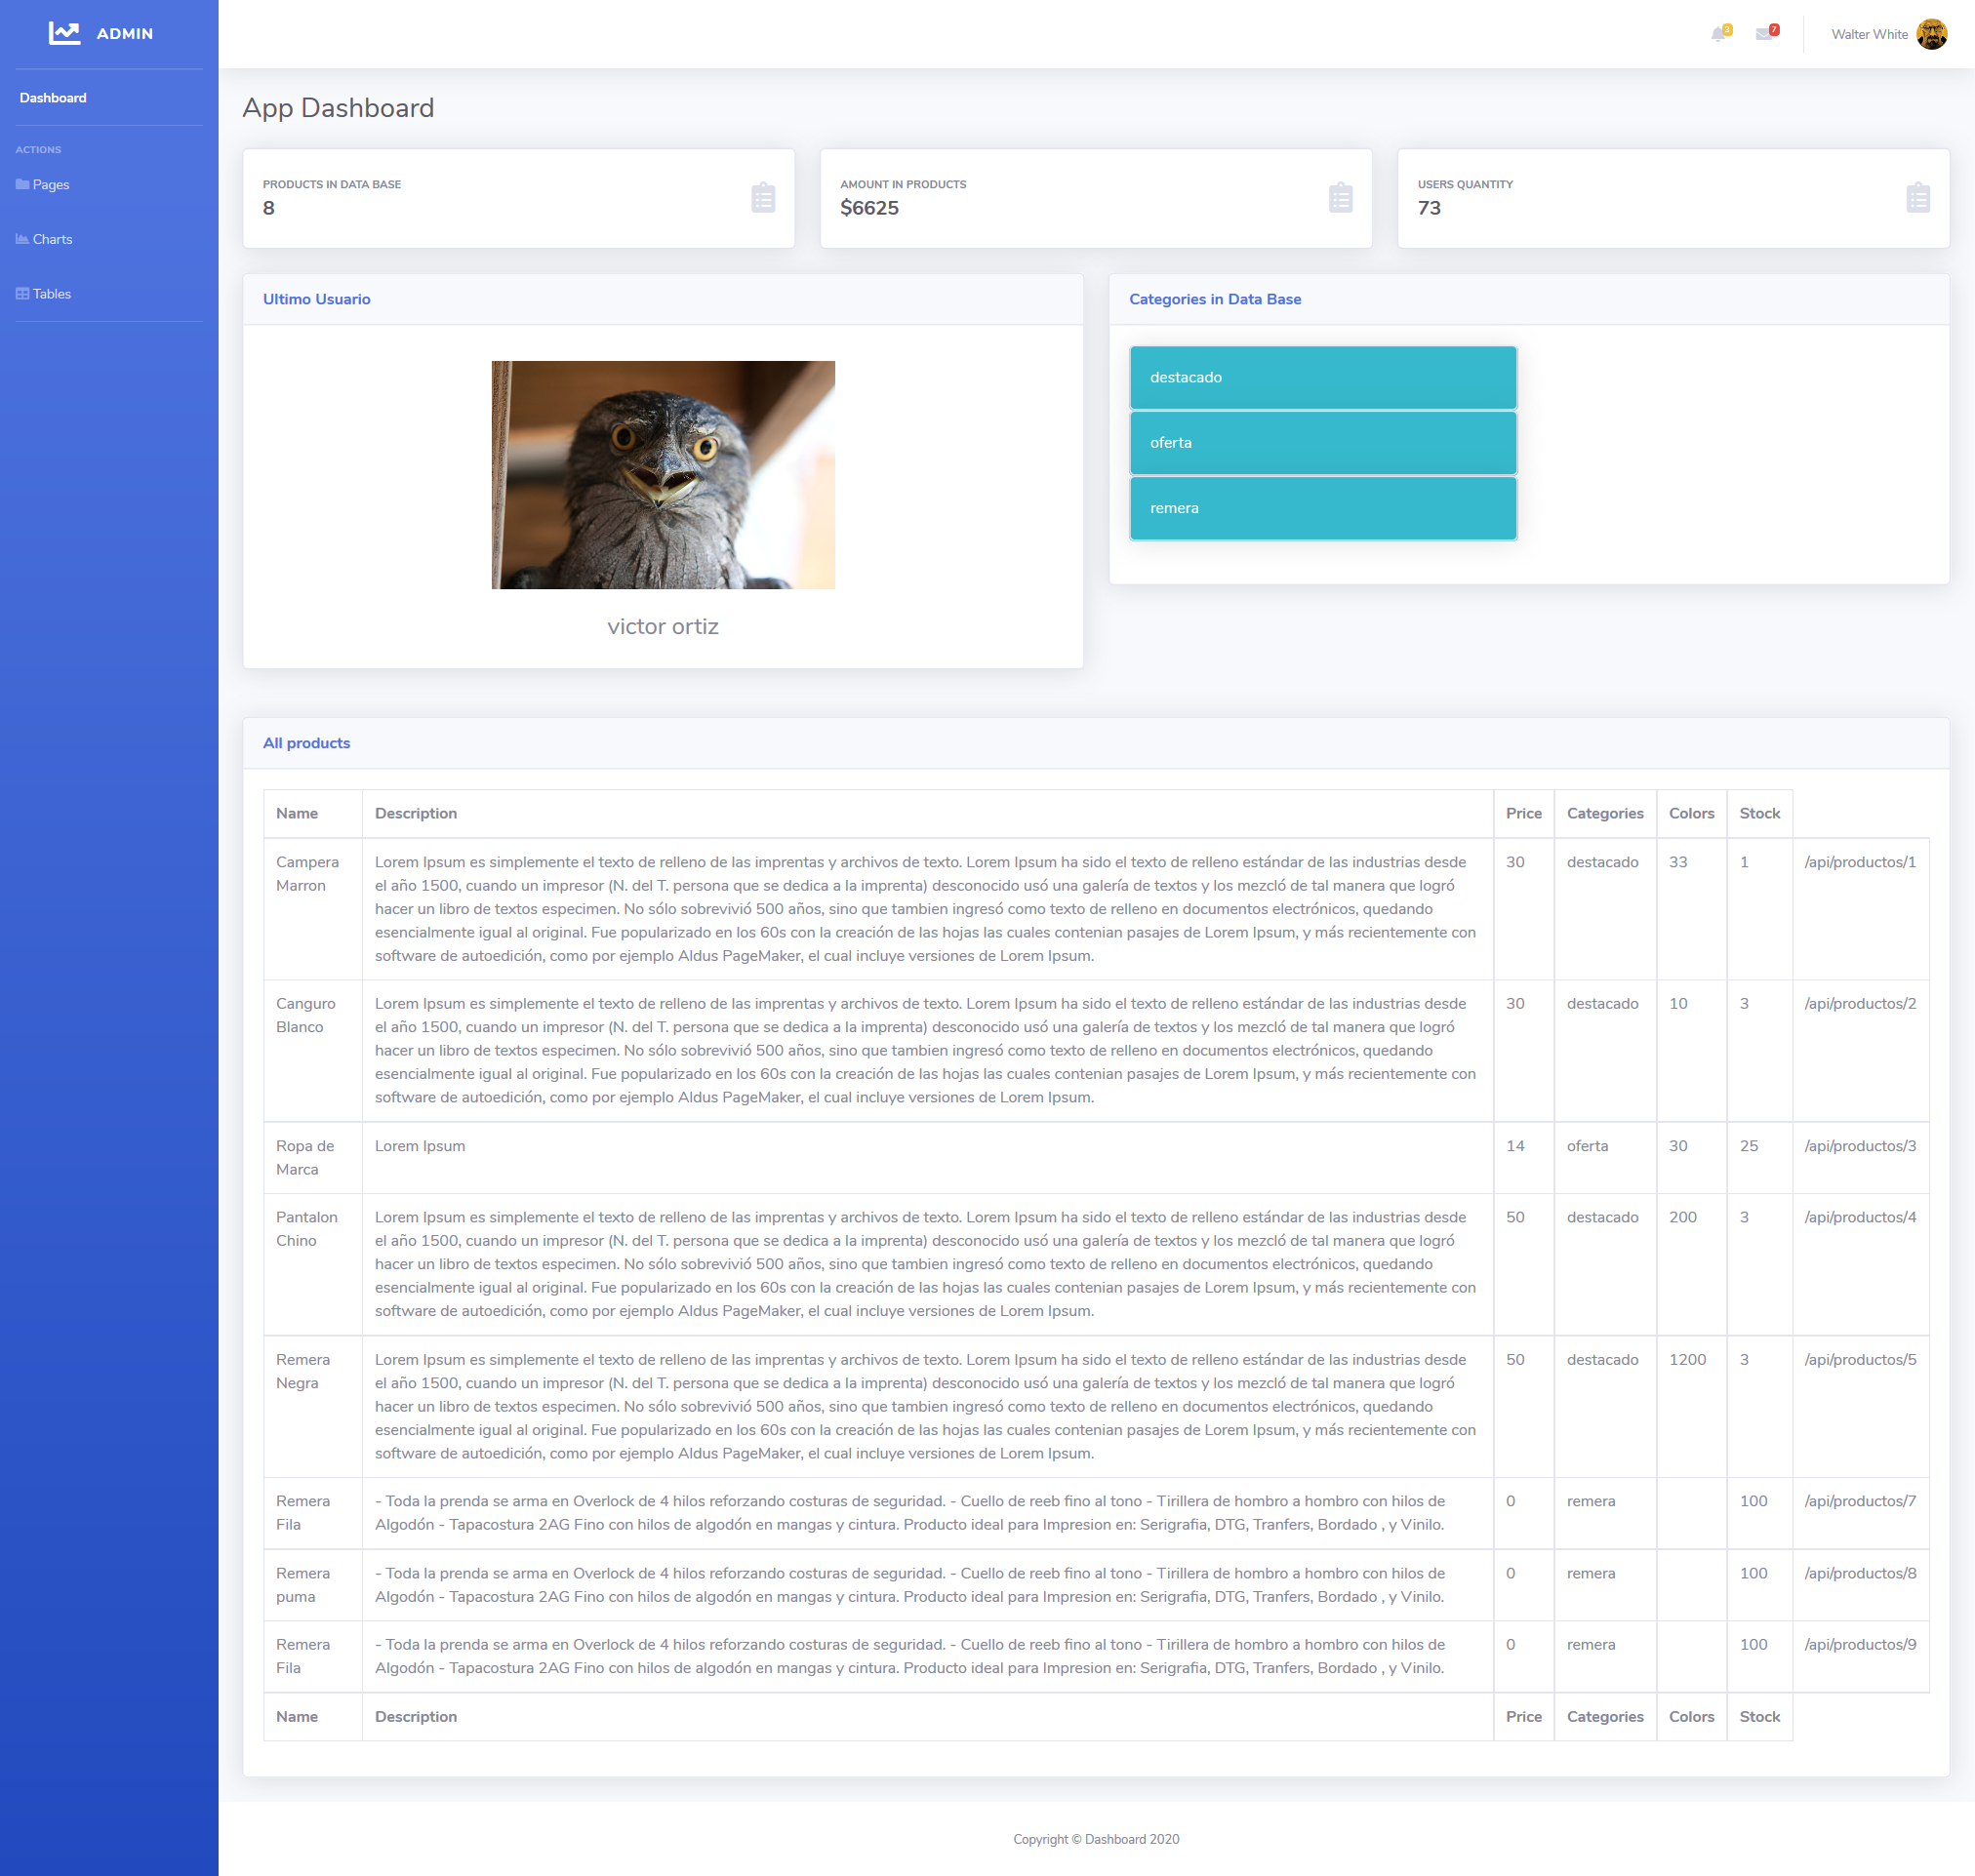 ADMIN
3
7
Walter White
Dashboard
ACTIONS
Pages
Charts
Tables
App Dashboard
PRODUCTS IN DATA BASE
8
AMOUNT IN PRODUCTS
$6625
USERS QUANTITY
73
Ultimo Usuario
victor ortiz
Categories in Data Base
destacado
oferta
remera
All products
Name Description Price Categories Colors Stock
Campera Lorem Ipsum es simplemente el texto de relleno de las imprentas y archivos de texto. Lorem Ipsum ha sido el texto de relleno estándar de las industrias desde 30 destacado 33 1 /api/productos/1
Marron el año 1500, cuando un impresor (N. del T. persona que se dedica a la imprenta) desconocido usó una galería de textos y los mezcló de tal manera que logró
hacer un libro de textos especimen. No sólo sobrevivió 500 años, sino que tambien ingresó como texto de relleno en documentos electrónicos, quedando
esencialmente igual al original. Fue popularizado en los 60s con la creación de las hojas las cuales contenian pasajes de Lorem Ipsum, y más recientemente con
software de autoedición, como por ejemplo Aldus PageMaker, el cual incluye versiones de Lorem Ipsum.
Canguro Lorem Ipsum es simplemente el texto de relleno de las imprentas y archivos de texto. Lorem Ipsum ha sido el texto de relleno estándar de las industrias desde 30 destacado 10 3 /api/productos/2
Blanco el año 1500, cuando un impresor (N. del T. persona que se dedica a la imprenta) desconocido usó una galería de textos y los mezcló de tal manera que logró
hacer un libro de textos especimen. No sólo sobrevivió 500 años, sino que tambien ingresó como texto de relleno en documentos electrónicos, quedando
esencialmente igual al original. Fue popularizado en los 60s con la creación de las hojas las cuales contenian pasajes de Lorem Ipsum, y más recientemente con
software de autoedición, como por ejemplo Aldus PageMaker, el cual incluye versiones de Lorem Ipsum.
Ropa de Lorem Ipsum 14 oferta 30 25 /api/productos/3
Marca
Pantalon Lorem Ipsum es simplemente el texto de relleno de las imprentas y archivos de texto. Lorem Ipsum ha sido el texto de relleno estándar de las industrias desde 50 destacado 200 3 /api/productos/4
Chino el año 1500, cuando un impresor (N. del T. persona que se dedica a la imprenta) desconocido usó una galería de textos y los mezcló de tal manera que logró
hacer un libro de textos especimen. No sólo sobrevivió 500 años, sino que tambien ingresó como texto de relleno en documentos electrónicos, quedando
esencialmente igual al original. Fue popularizado en los 60s con la creación de las hojas las cuales contenian pasajes de Lorem Ipsum, y más recientemente con
software de autoedición, como por ejemplo Aldus PageMaker, el cual incluye versiones de Lorem Ipsum.
Remera Lorem Ipsum es simplemente el texto de relleno de las imprentas y archivos de texto. Lorem Ipsum ha sido el texto de relleno estándar de las industrias desde 50 destacado 1200 3 /api/productos/5
Negra el año 1500, cuando un impresor (N. del T. persona que se dedica a la imprenta) desconocido usó una galería de textos y los mezcló de tal manera que logró
hacer un libro de textos especimen. No sólo sobrevivió 500 años, sino que tambien ingresó como texto de relleno en documentos electrónicos, quedando
esencialmente igual al original. Fue popularizado en los 60s con la creación de las hojas las cuales contenian pasajes de Lorem Ipsum, y más recientemente con
software de autoedición, como por ejemplo Aldus PageMaker, el cual incluye versiones de Lorem Ipsum.
Remera - Toda la prenda se arma en Overlock de 4 hilos reforzando costuras de seguridad. - Cuello de reeb fino al tono - Tirillera de hombro a hombro con hilos de 0 remera 100 /api/productos/7
Fila Algodón - Tapacostura 2AG Fino con hilos de algodón en mangas y cintura. Producto ideal para Impresion en: Serigrafia, DTG, Tranfers, Bordado , y Vinilo.
Remera - Toda la prenda se arma en Overlock de 4 hilos reforzando costuras de seguridad. - Cuello de reeb fino al tono - Tirillera de hombro a hombro con hilos de 0 remera 100 /api/productos/8
puma Algodón - Tapacostura 2AG Fino con hilos de algodón en mangas y cintura. Producto ideal para Impresion en: Serigrafia, DTG, Tranfers, Bordado , y Vinilo.
Remera - Toda la prenda se arma en Overlock de 4 hilos reforzando costuras de seguridad. - Cuello de reeb fino al tono - Tirillera de hombro a hombro con hilos de 0 remera 100 /api/productos/9
Fila Algodón - Tapacostura 2AG Fino con hilos de algodón en mangas y cintura. Producto ideal para Impresion en: Serigrafia, DTG, Tranfers, Bordado , y Vinilo.
Name Description Price Categories Colors Stock
Copyright © Dashboard 2020